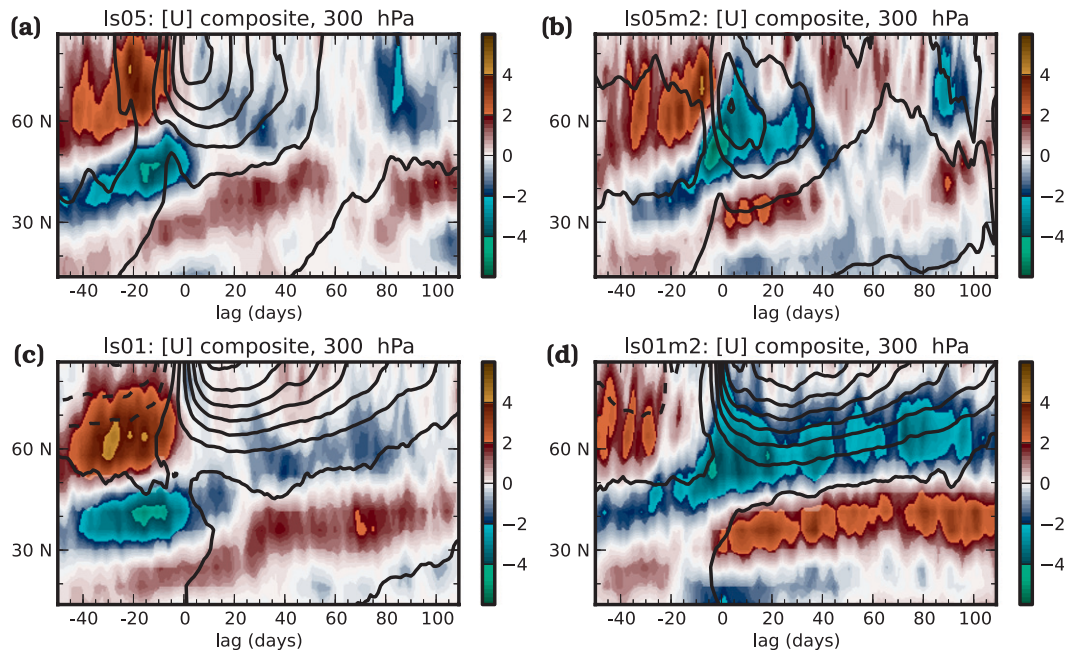 (a) ls05: [U] composite, 300 hPa
60 N
30 N
-40 -20 0 20 40 60 80 100
lag (days)
4
2
0
−2
−4
(b) ls05m2: [U] composite, 300 hPa
60 N
30 N
-40 -20 0 20 40 60 80 100
lag (days)
4
2
0
−2
−4
(c) ls01: [U] composite, 300 hPa
60 N
30 N
-40 -20 0 20 40 60 80 100
lag (days)
4
2
0
−2
−4
(d) ls01m2: [U] composite, 300 hPa
60 N
30 N
-40 -20 0 20 40 60 80 100
lag (days)
4
2
0
−2
−4